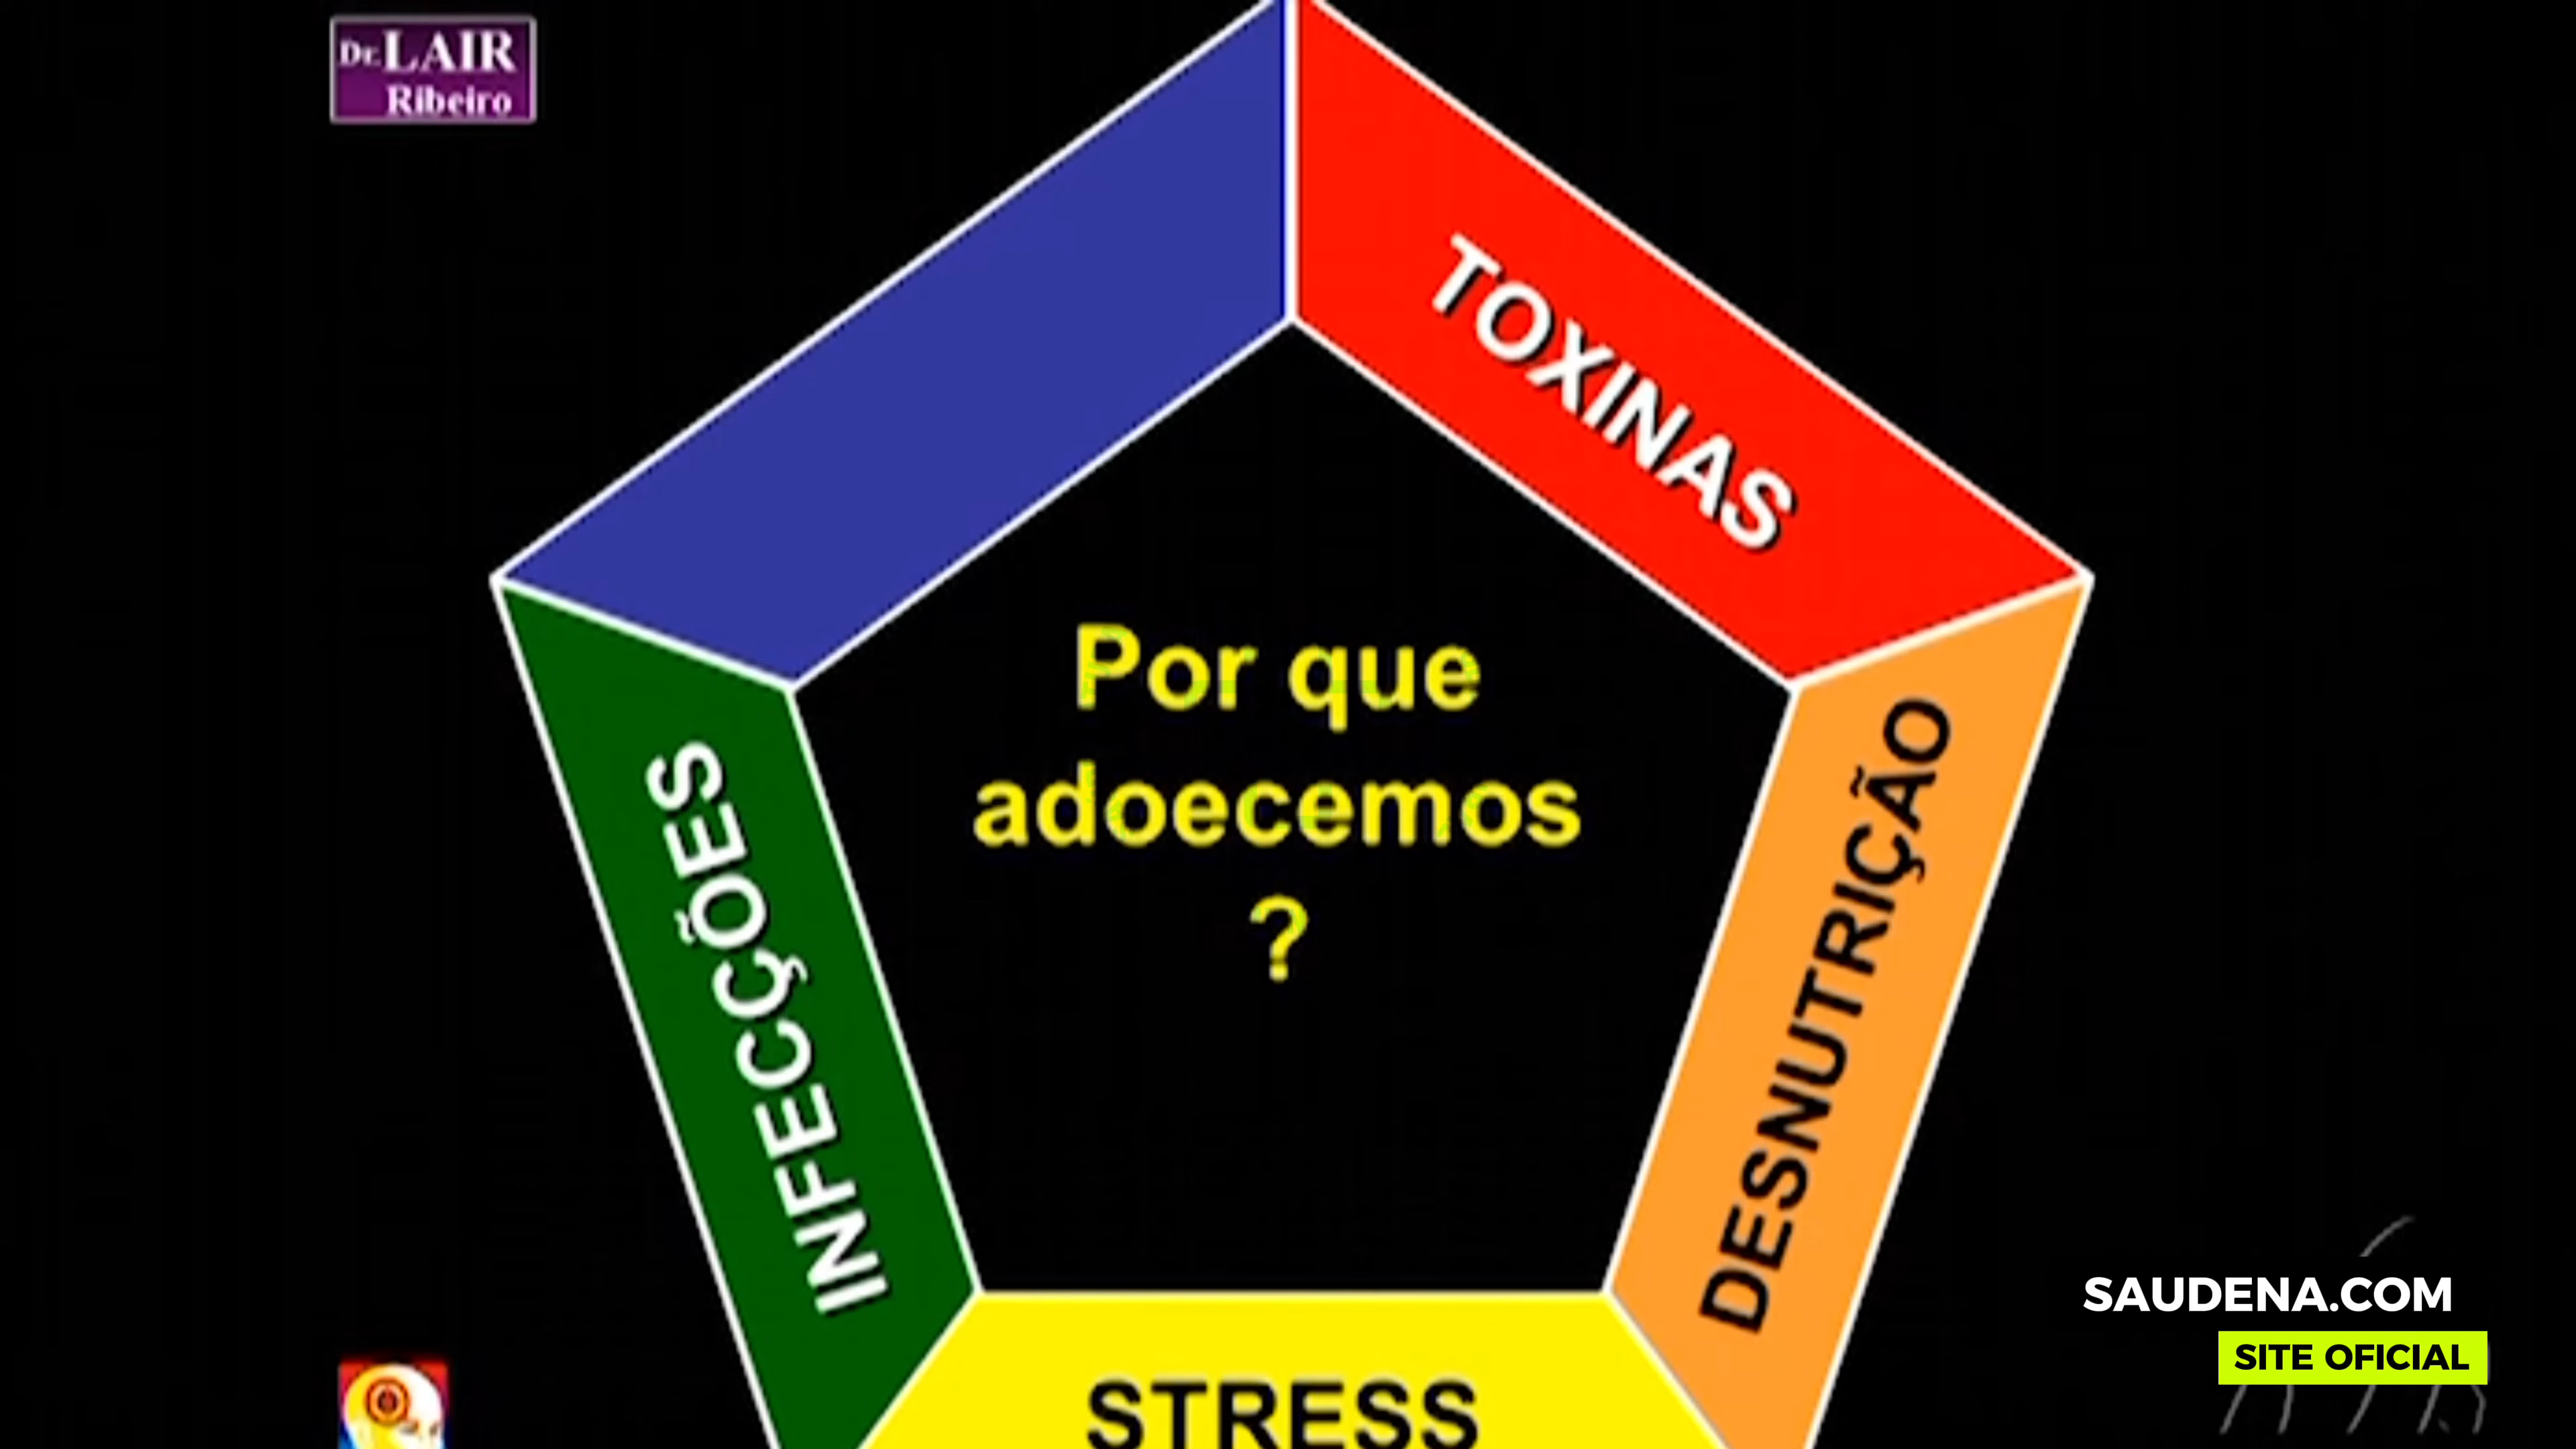 Dr. LAIR
Ribeiro
TOXINAS
Por que
adoecemos
?
DESNUTRIÇÃO
INFECÇÕES
STRESS
SAUDENA.COM
SITE OFICIAL